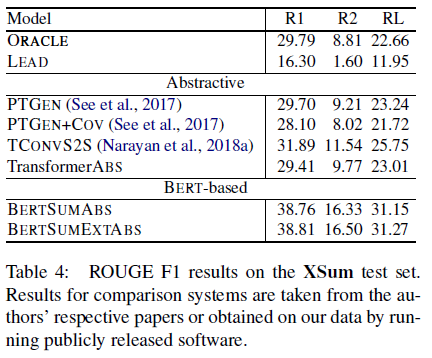 Model R1 R2 RL
ORACLE 29.79 8.81 22.66
LEAD 16.30 1.60 11.95
Abstractive
PTGEN (See et al., 2017) 29.70 9.21 23.24
PTGEN+COV (See et al., 2017) 28.10 8.02 21.72
TCONVS2S (Narayan et al., 2018a) 31.89 11.54 25.75
TransformerABS 29.41 9.77 23.01
BERT-based
BERTSUMABS 38.76 16.33 31.15
BERTSUMEXTABS 38.81 16.50 31.27
Table 4: ROUGE F1 results on the XSum test set.
Results for comparison systems are taken from the au-
thors' respective papers or obtained on our data by run-
ning publicly released software.